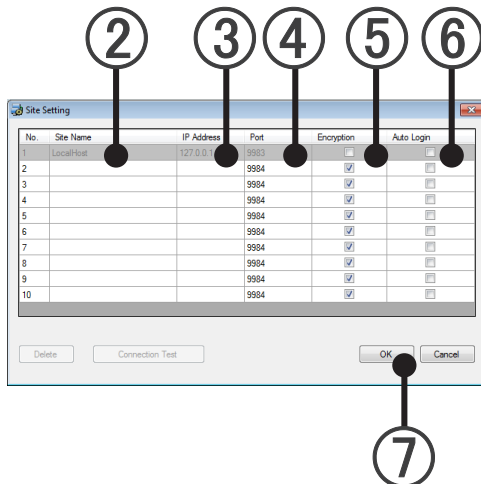 ② ③ ④ ⑤ ⑥
Site Setting
No. Site Name IP Address Port Encryption Auto Login
1 LocalHost 127.0.0.1 9983
2 9984
3 9984
4 9984
5 9984
6 9984
7 9984
8 9984
9 9984
10 9984
Delete Connection Test OK Cancel
⑦